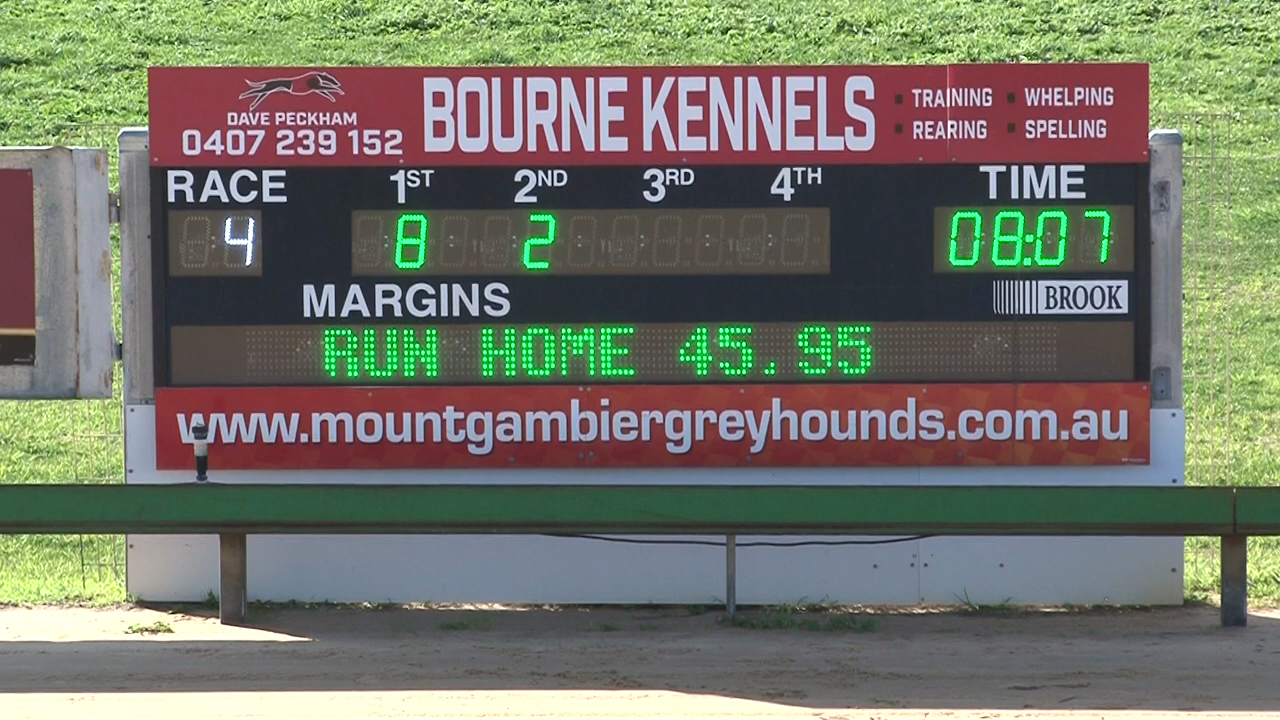 BOURNE KENNELS
DAVE PECKHAM
0407 239 152
TRAINING
WHELPING
REARING
SPELLING
RACE 1ST 2ND 3RD 4TH TIME
4 8 2 08:07
MARGINS
BROOK
RUN HOME 45.95
www.mountgambiergreyhounds.com.au